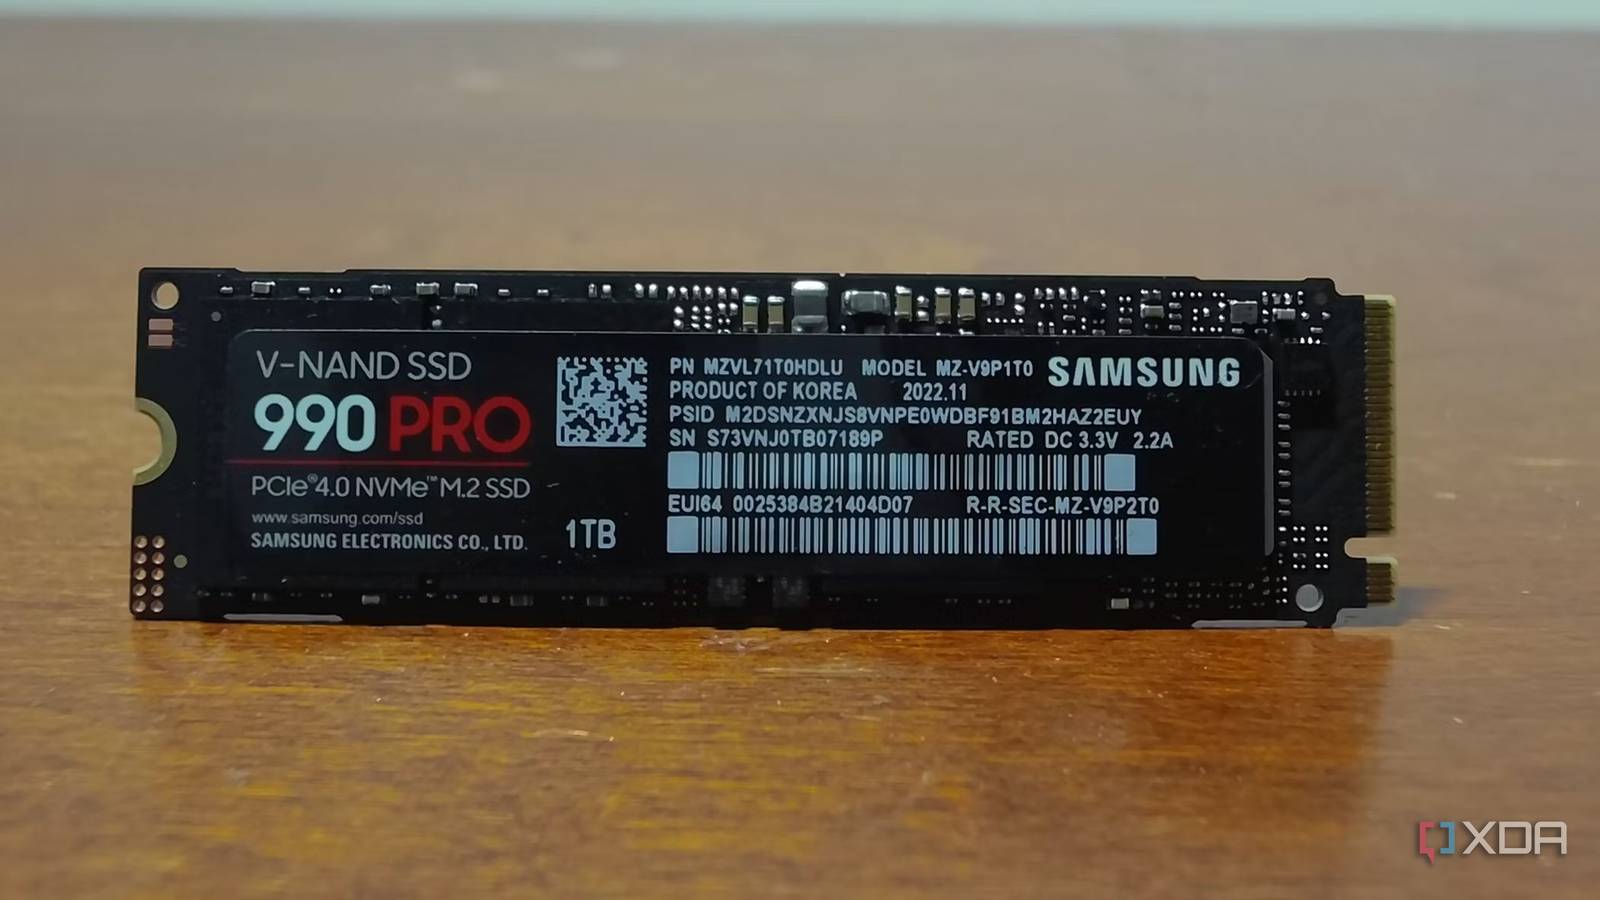 V-NAND SSD
990 PRO
PCIe®4.0 NVMe™ M.2 SSD
www.samsung.com/ssd
SAMSUNG ELECTRONICS CO., LTD.
1TB
PN MZVL71T0HDLU MODEL MZ-V9P1T0
SAMSUNG
PRODUCT OF KOREA 2022.11
PSID M2DSNZXNJS8VNPE0WDBF91BM2HAZ2EUY
SN S73VNJ0TB07189P RATED DC 3.3V 2.2A
EUI64 0025384B21404D07 R-R-SEC-MZ-V9P2T0
XDA